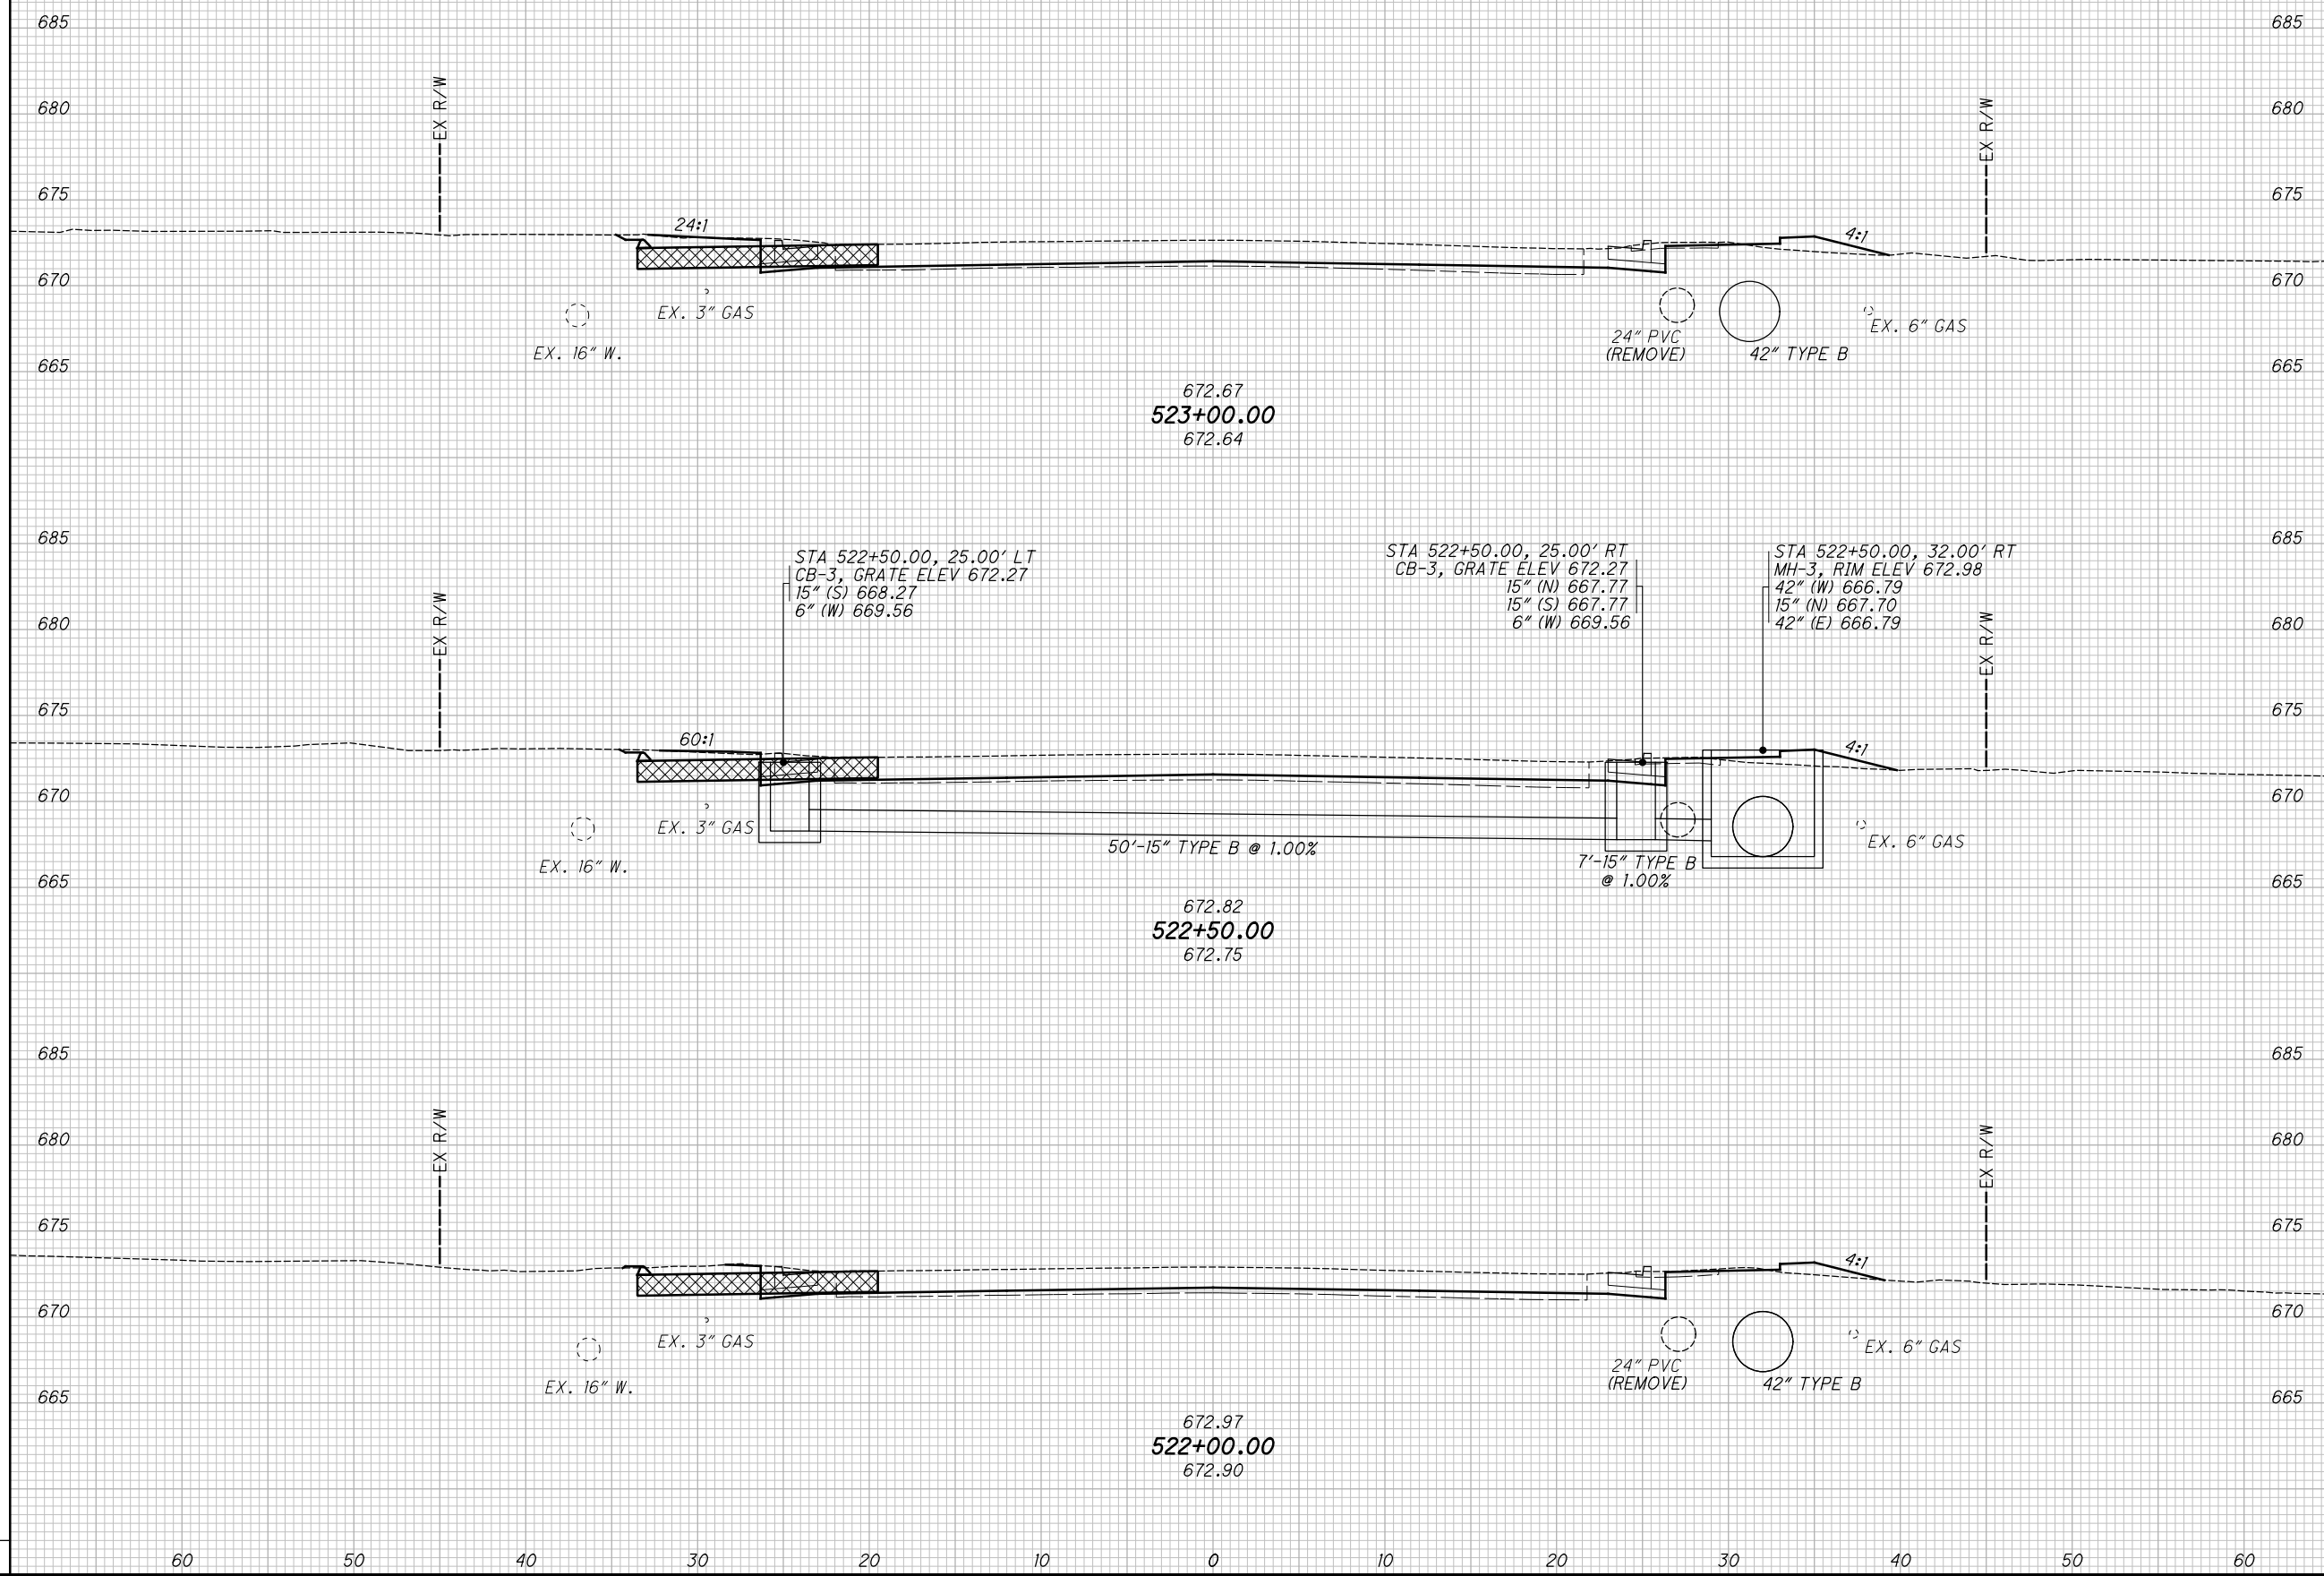 685 685
EX R/W EX R/W
680 680
675 675
24:1 4:1
670 670
EX. 3" GAS
EX. 6" GAS
24" PVC
(REMOVE)
EX. 16" W.
42" TYPE B
665 665
672.67
523+00.00
672.64
685 685
STA 522+50.00, 25.00' LT
CB-3, GRATE ELEV 672.27
15" (S) 668.27
6" (W) 669.56
STA 522+50.00, 25.00' RT
CB-3, GRATE ELEV 672.27
15" (N) 667.77
15" (S) 667.77
6" (W) 669.56
STA 522+50.00, 32.00' RT
MH-3, RIM ELEV 672.98
42" (W) 666.79
15" (N) 667.70
42" (E) 666.79
EX R/W EX R/W
680 680
675 675
60:1 4:1
670 670
EX. 3" GAS
EX. 6" GAS
50'-15" TYPE B @ 1.00%
7'-15" TYPE B
@ 1.00%
EX. 16" W.
665 665
672.82
522+50.00
672.75
685 685
EX R/W EX R/W
680 680
675 675
4:1
670 670
EX. 3" GAS
EX. 6" GAS
24" PVC
(REMOVE)
EX. 16" W.
42" TYPE B
665 665
672.97
522+00.00
672.90
60 50 40 30 20 10 0 10 20 30 40 50 60